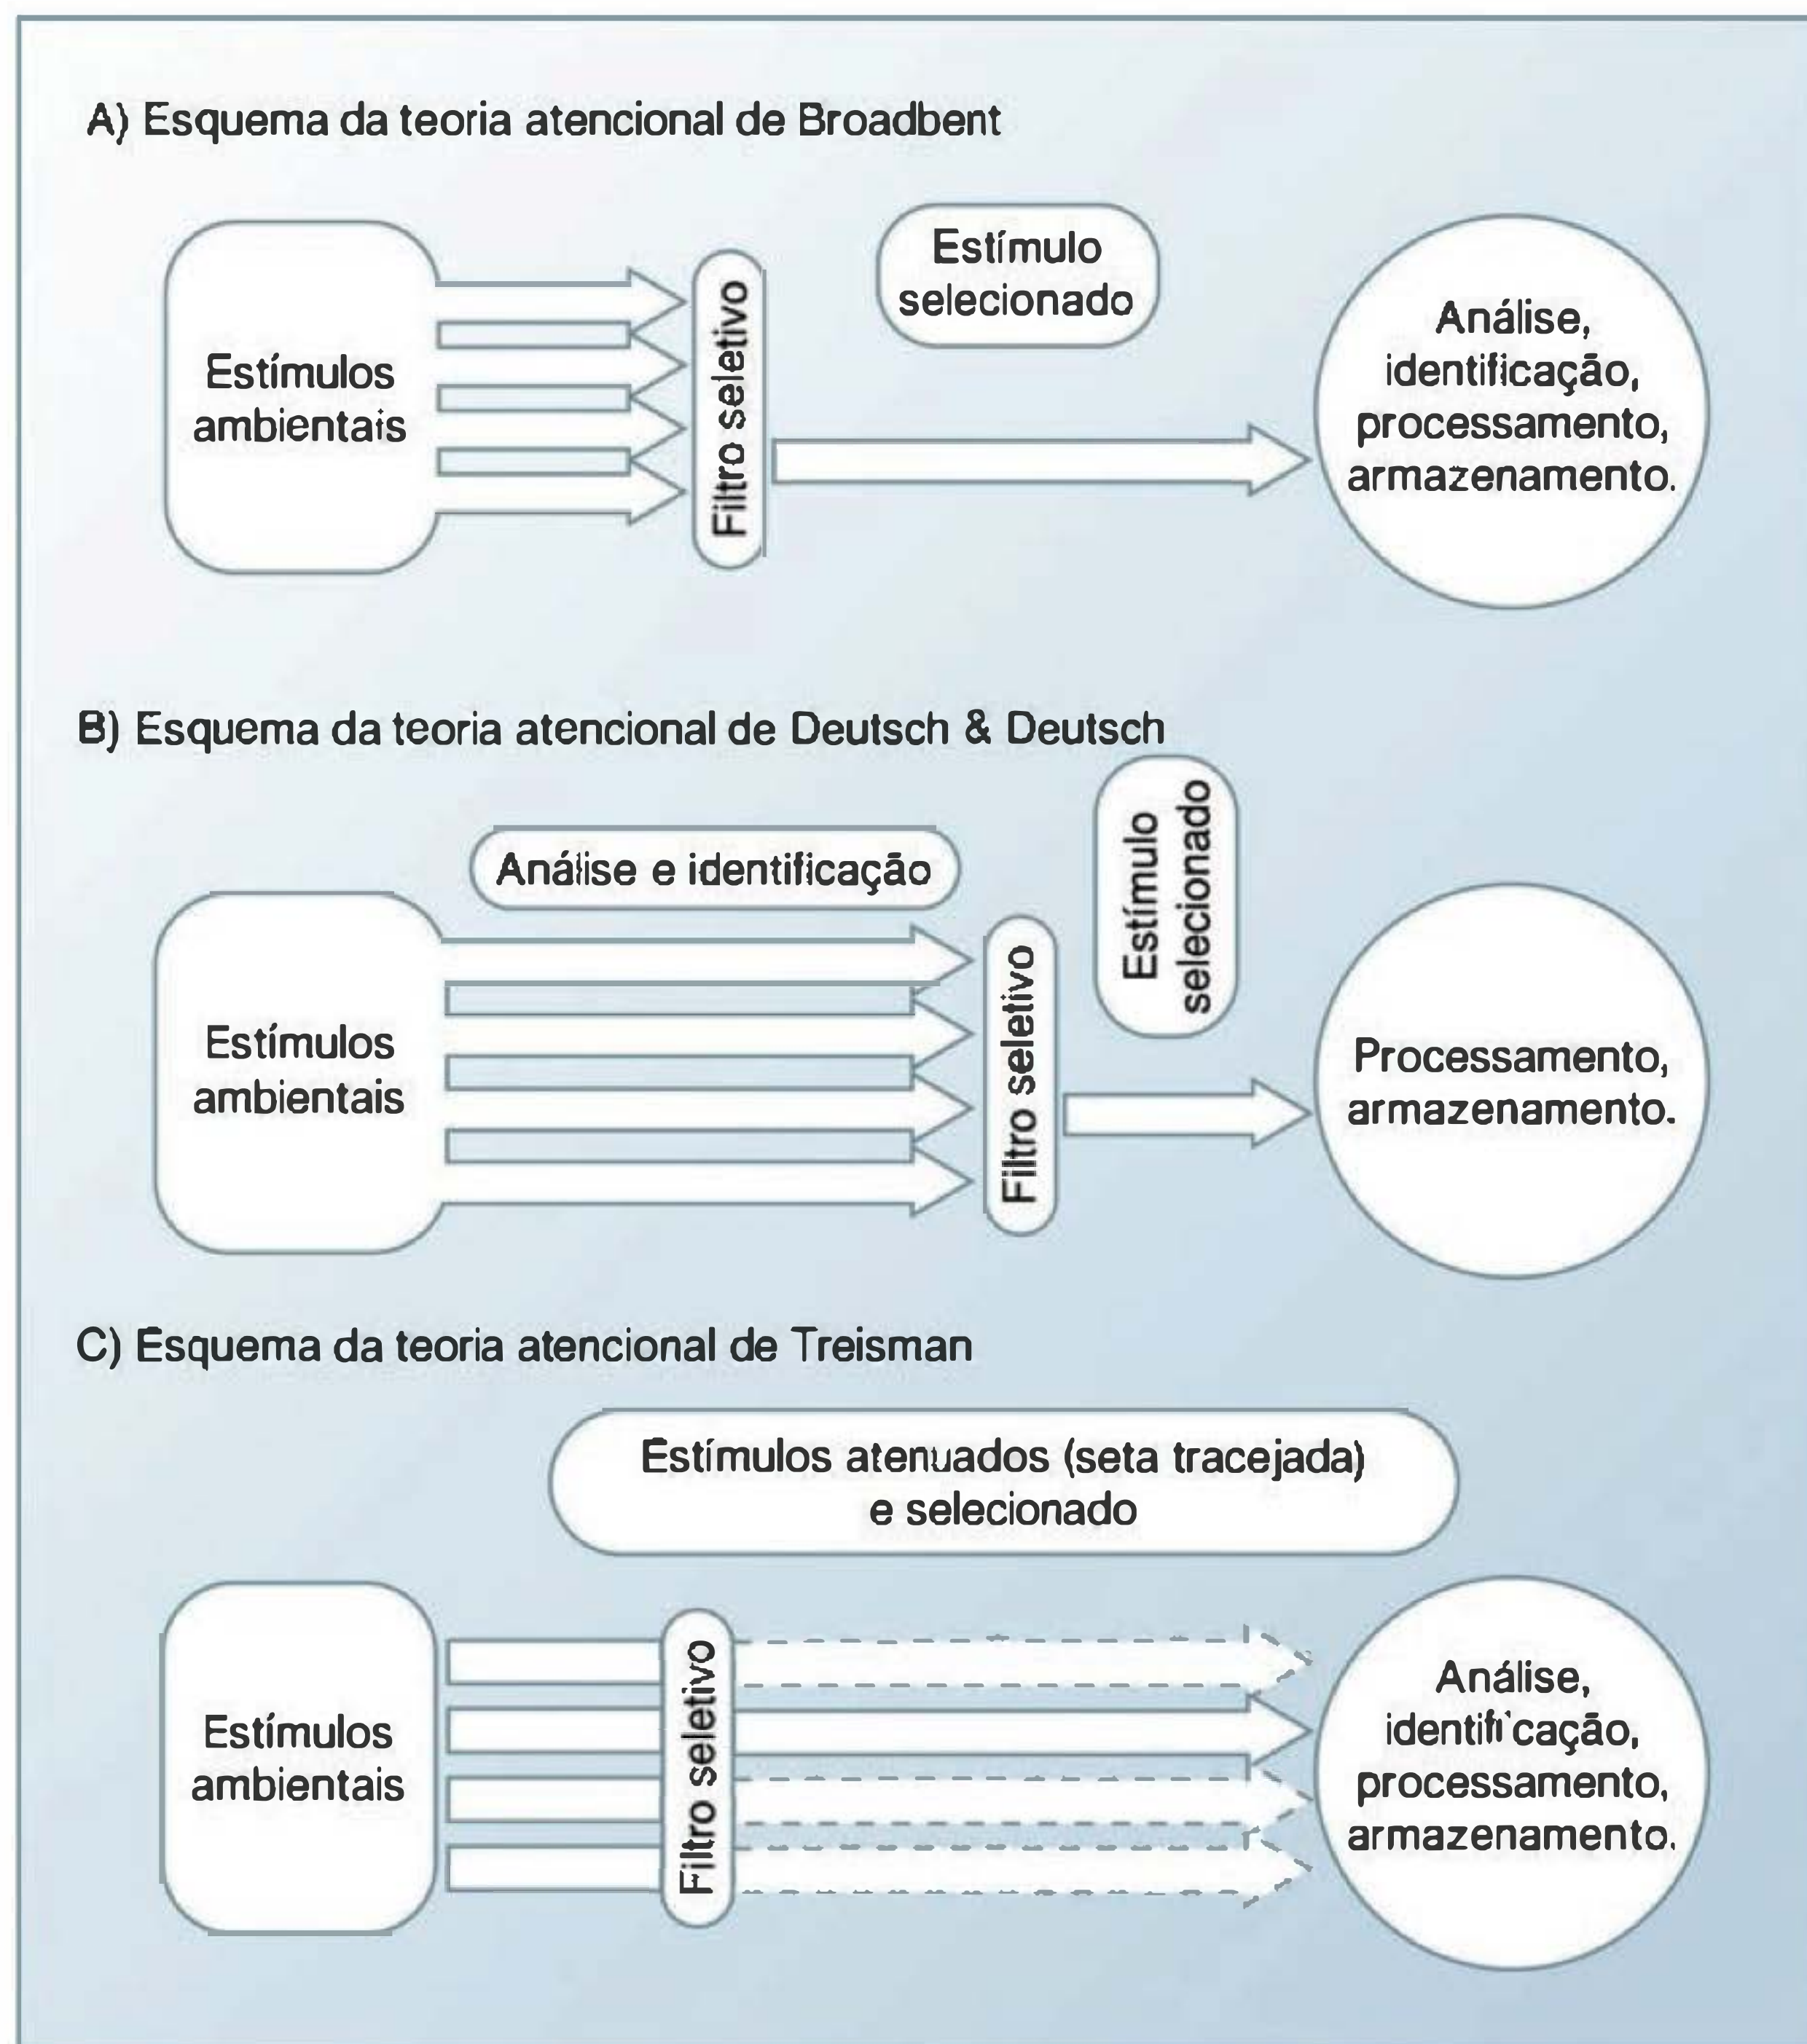 A) Esquema da teoria atencional de Broadbent
Estímulos
ambientais
Filtro seletivo
Estímulo
selecionado
Análise,
identificação,
processamento,
armazenamento.
B) Esquema da teoria atencional de Deutsch & Deutsch
Análise e identificação
Estímulos
ambientais
Filtro seletivo
Estímulo
selecionado
Processamento,
armazenamento.
C) Esquema da teoria atencional de Treisman
Estímulos atenuados (seta tracejada)
e selecionado
Estímulos
ambientais
Filtro seletivo
Análise,
identificação,
processamento,
armazenamento.